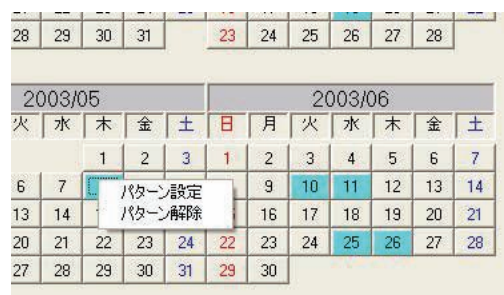 28 29 30 31 23 24 25 26 27 28
2003/05 2003/06
火 水 木 金 土 日 月 火 水 木 金 土
1 2 3 1 2 3 4 5 6 7
6 7 9 10 11 12 13 14
パターン設定
パターン解除
13 14 16 17 18 19 20 21
20 21 22 23 24 22 23 24 25 26 27 28
27 28 29 30 31 29 30